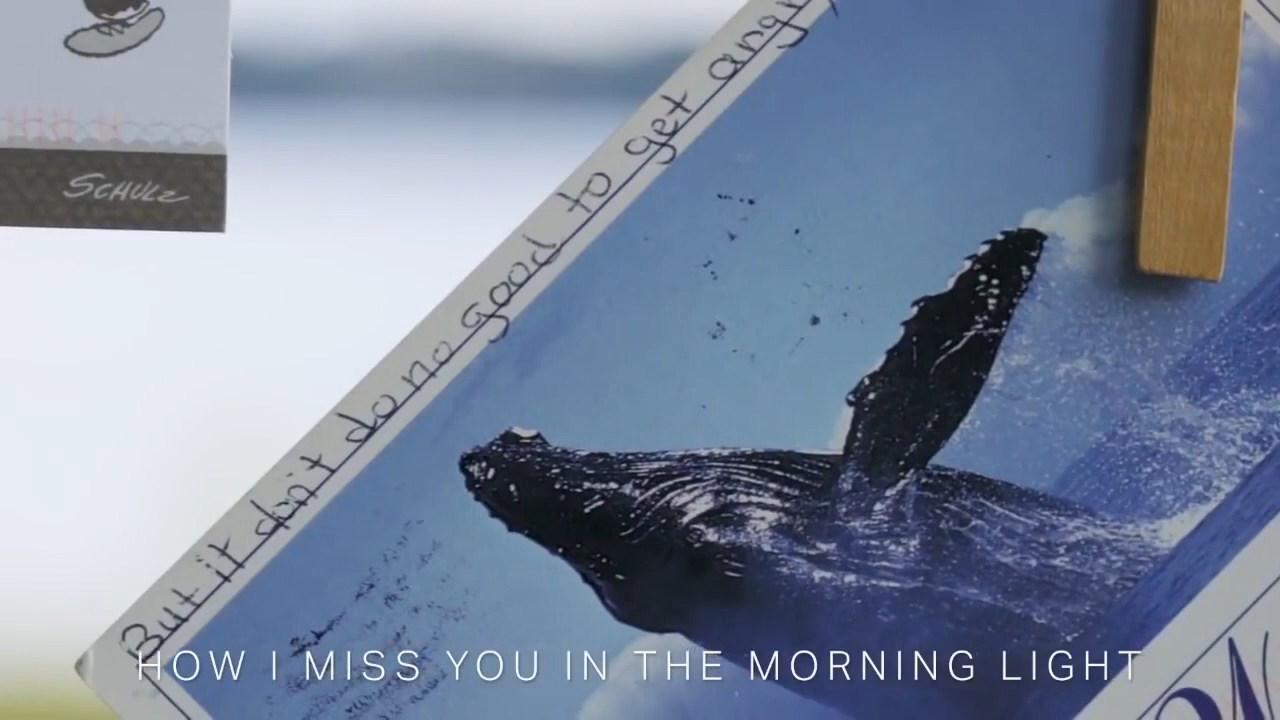 SCHULZ
But it don't do no good to get angry
HOW I MISS YOU IN THE MORNING LIGHT